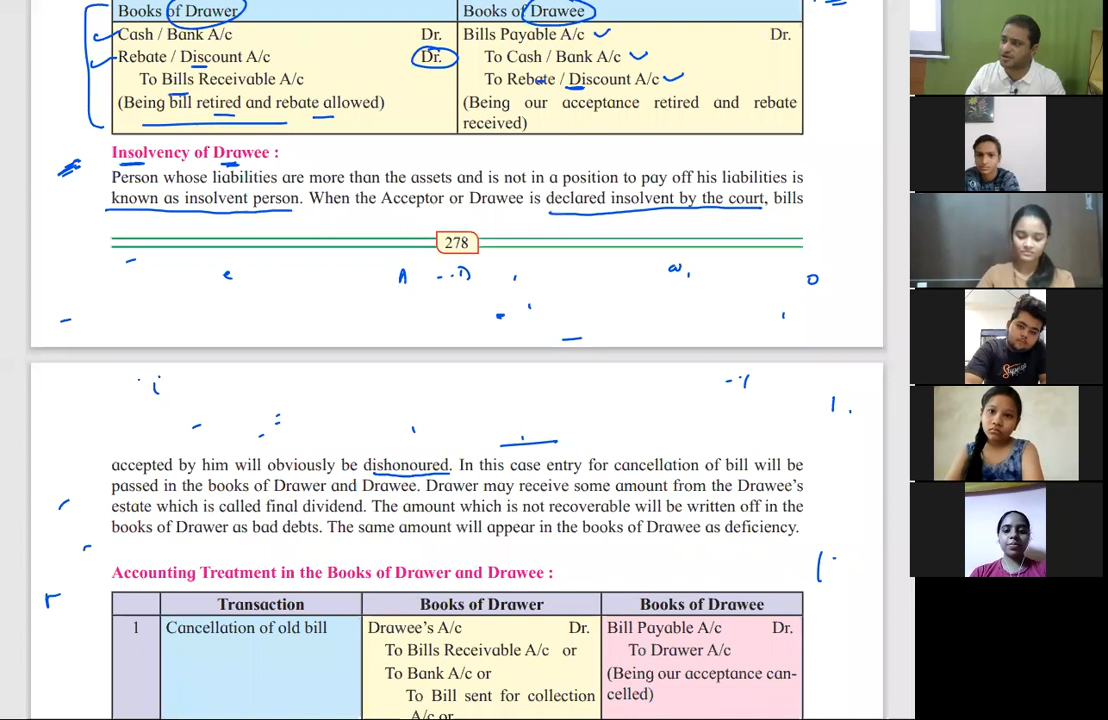 Books of Drawer
Books of Drawee
Cash / Bank A/c Dr.
Bills Payable A/c Dr.
Rebate / Discount A/c Dr.
To Cash / Bank A/c
To Bills Receivable A/c
To Rebate / Discount A/c
(Being bill retired and rebate allowed)
(Being our acceptance retired and rebate
received)
Insolvency of Drawee :
Person whose liabilities are more than the assets and is not in a position to pay off his liabilities is
known as insolvent person. When the Acceptor or Drawee is declared insolvent by the court, bills
278
accepted by him will obviously be dishonoured. In this case entry for cancellation of bill will be
passed in the books of Drawer and Drawee. Drawer may receive some amount from the Drawee's
estate which is called final dividend. The amount which is not recoverable will be written off in the
books of Drawer as bad debts. The same amount will appear in the books of Drawee as deficiency.
Accounting Treatment in the Books of Drawer and Drawee :
Transaction
Books of Drawer
Books of Drawee
1
Cancellation of old bill
Drawee's A/c Dr.
To Bills Receivable A/c or
To Bank A/c or
To Bill sent for collection
A/c or
Bill Payable A/c Dr.
To Drawer A/c
(Being our acceptance can-
celled)